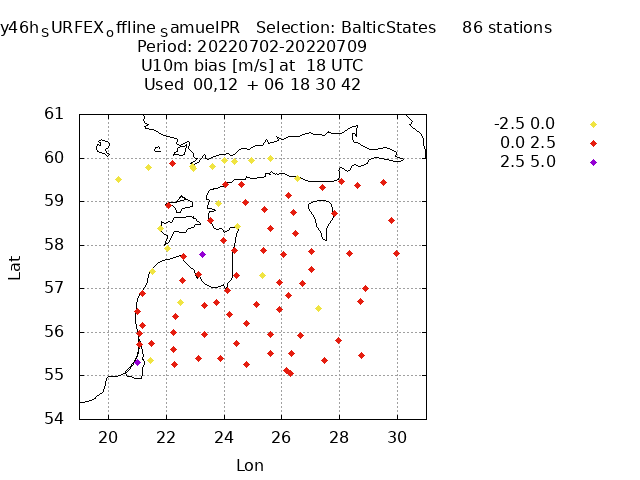 y46h_SURFEX_offline_SamuelPR Selection: BalticStates 86 stations
Period: 20220702-20220709
U10m bias [m/s] at 18 UTC
Used 00,12 + 06 18 30 42
-2.5 0.0
0.0 2.5
2.5 5.0
61
60
59
58
57
56
55
54
Lat
20 22 24 26 28 30
Lon